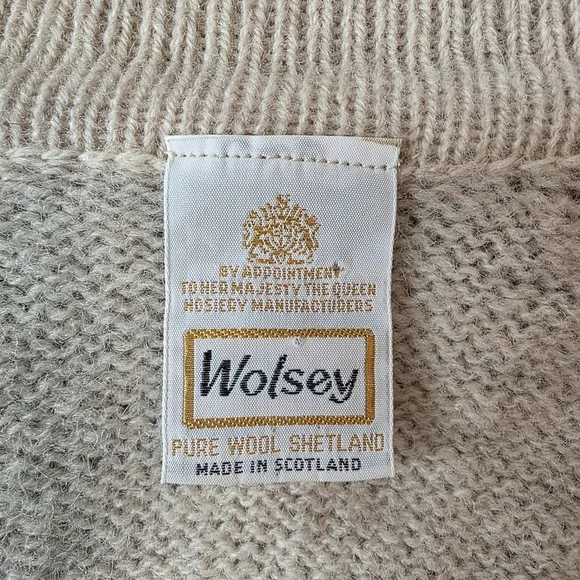 BY APPOINTMENT
TO HER MAJESTY THE QUEEN
HOSIERY MANUFACTURERS
Wolsey
PURE WOOL SHETLAND
MADE IN SCOTLAND